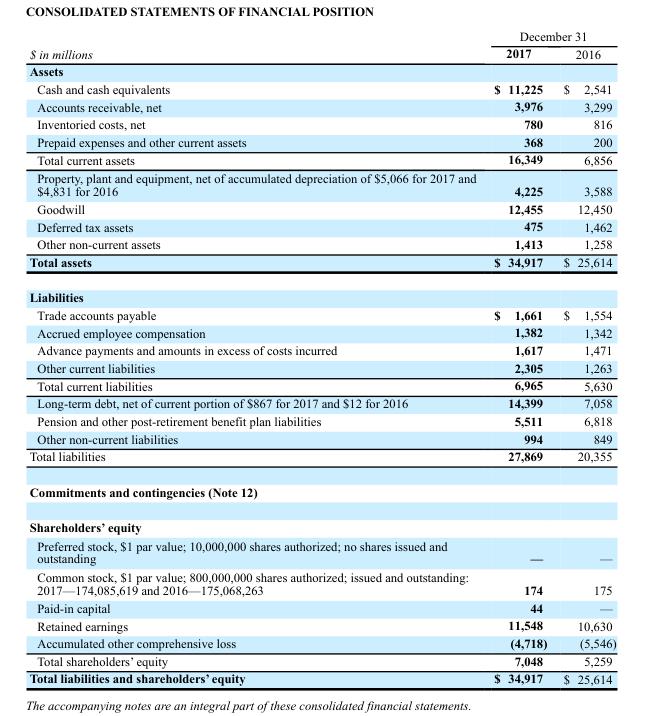 CONSOLIDATED STATEMENTS OF FINANCIAL POSITION
December 31
$ in millions 2017 2016
Assets
Cash and cash equivalents $ 11,225 $ 2,541
Accounts receivable, net 3,976 3,299
Inventoried costs, net 780 816
Prepaid expenses and other current assets 368 200
Total current assets 16,349 6,856
Property, plant and equipment, net of accumulated depreciation of $5,066 for 2017 and
$4,831 for 2016 4,225 3,588
Goodwill 12,455 12,450
Deferred tax assets 475 1,462
Other non-current assets 1,413 1,258
Total assets $ 34,917 $ 25,614
Liabilities
Trade accounts payable $ 1,661 $ 1,554
Accrued employee compensation 1,382 1,342
Advance payments and amounts in excess of costs incurred 1,617 1,471
Other current liabilities 2,305 1,263
Total current liabilities 6,965 5,630
Long-term debt, net of current portion of $867 for 2017 and $12 for 2016 14,399 7,058
Pension and other post-retirement benefit plan liabilities 5,511 6,818
Other non-current liabilities 994 849
Total liabilities 27,869 20,355
Commitments and contingencies (Note 12)
Shareholders’ equity
Preferred stock, $1 par value; 10,000,000 shares authorized; no shares issued and
outstanding — —
Common stock, $1 par value; 800,000,000 shares authorized; issued and outstanding:
2017—174,085,619 and 2016—175,068,263 174 175
Paid-in capital 44 —
Retained earnings 11,548 10,630
Accumulated other comprehensive loss (4,718) (5,546)
Total shareholders’ equity 7,048 5,259
Total liabilities and shareholders’ equity $ 34,917 $ 25,614
The accompanying notes are an integral part of these consolidated financial statements.